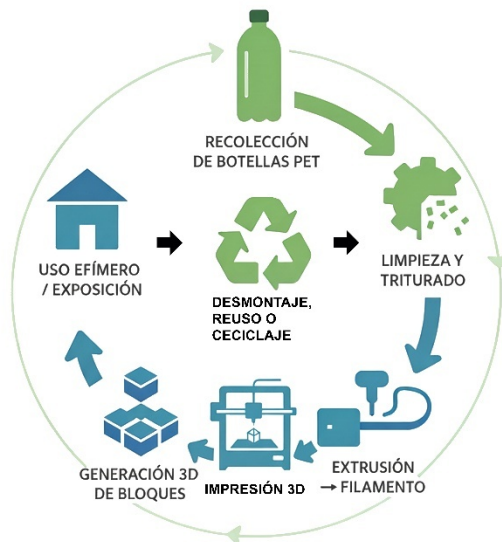 RECOLECCIÓN
DE BOTELLAS PET
LIMPIEZA Y
TRITURADO
EXTRUSIÓN
→ FILAMENTO
IMPRESIÓN 3D
GENERACIÓN 3D
DE BLOQUES
USO EFÍMERO
/ EXPOSICIÓN
DESMONTAJE,
REUSO O
CECICLAJE